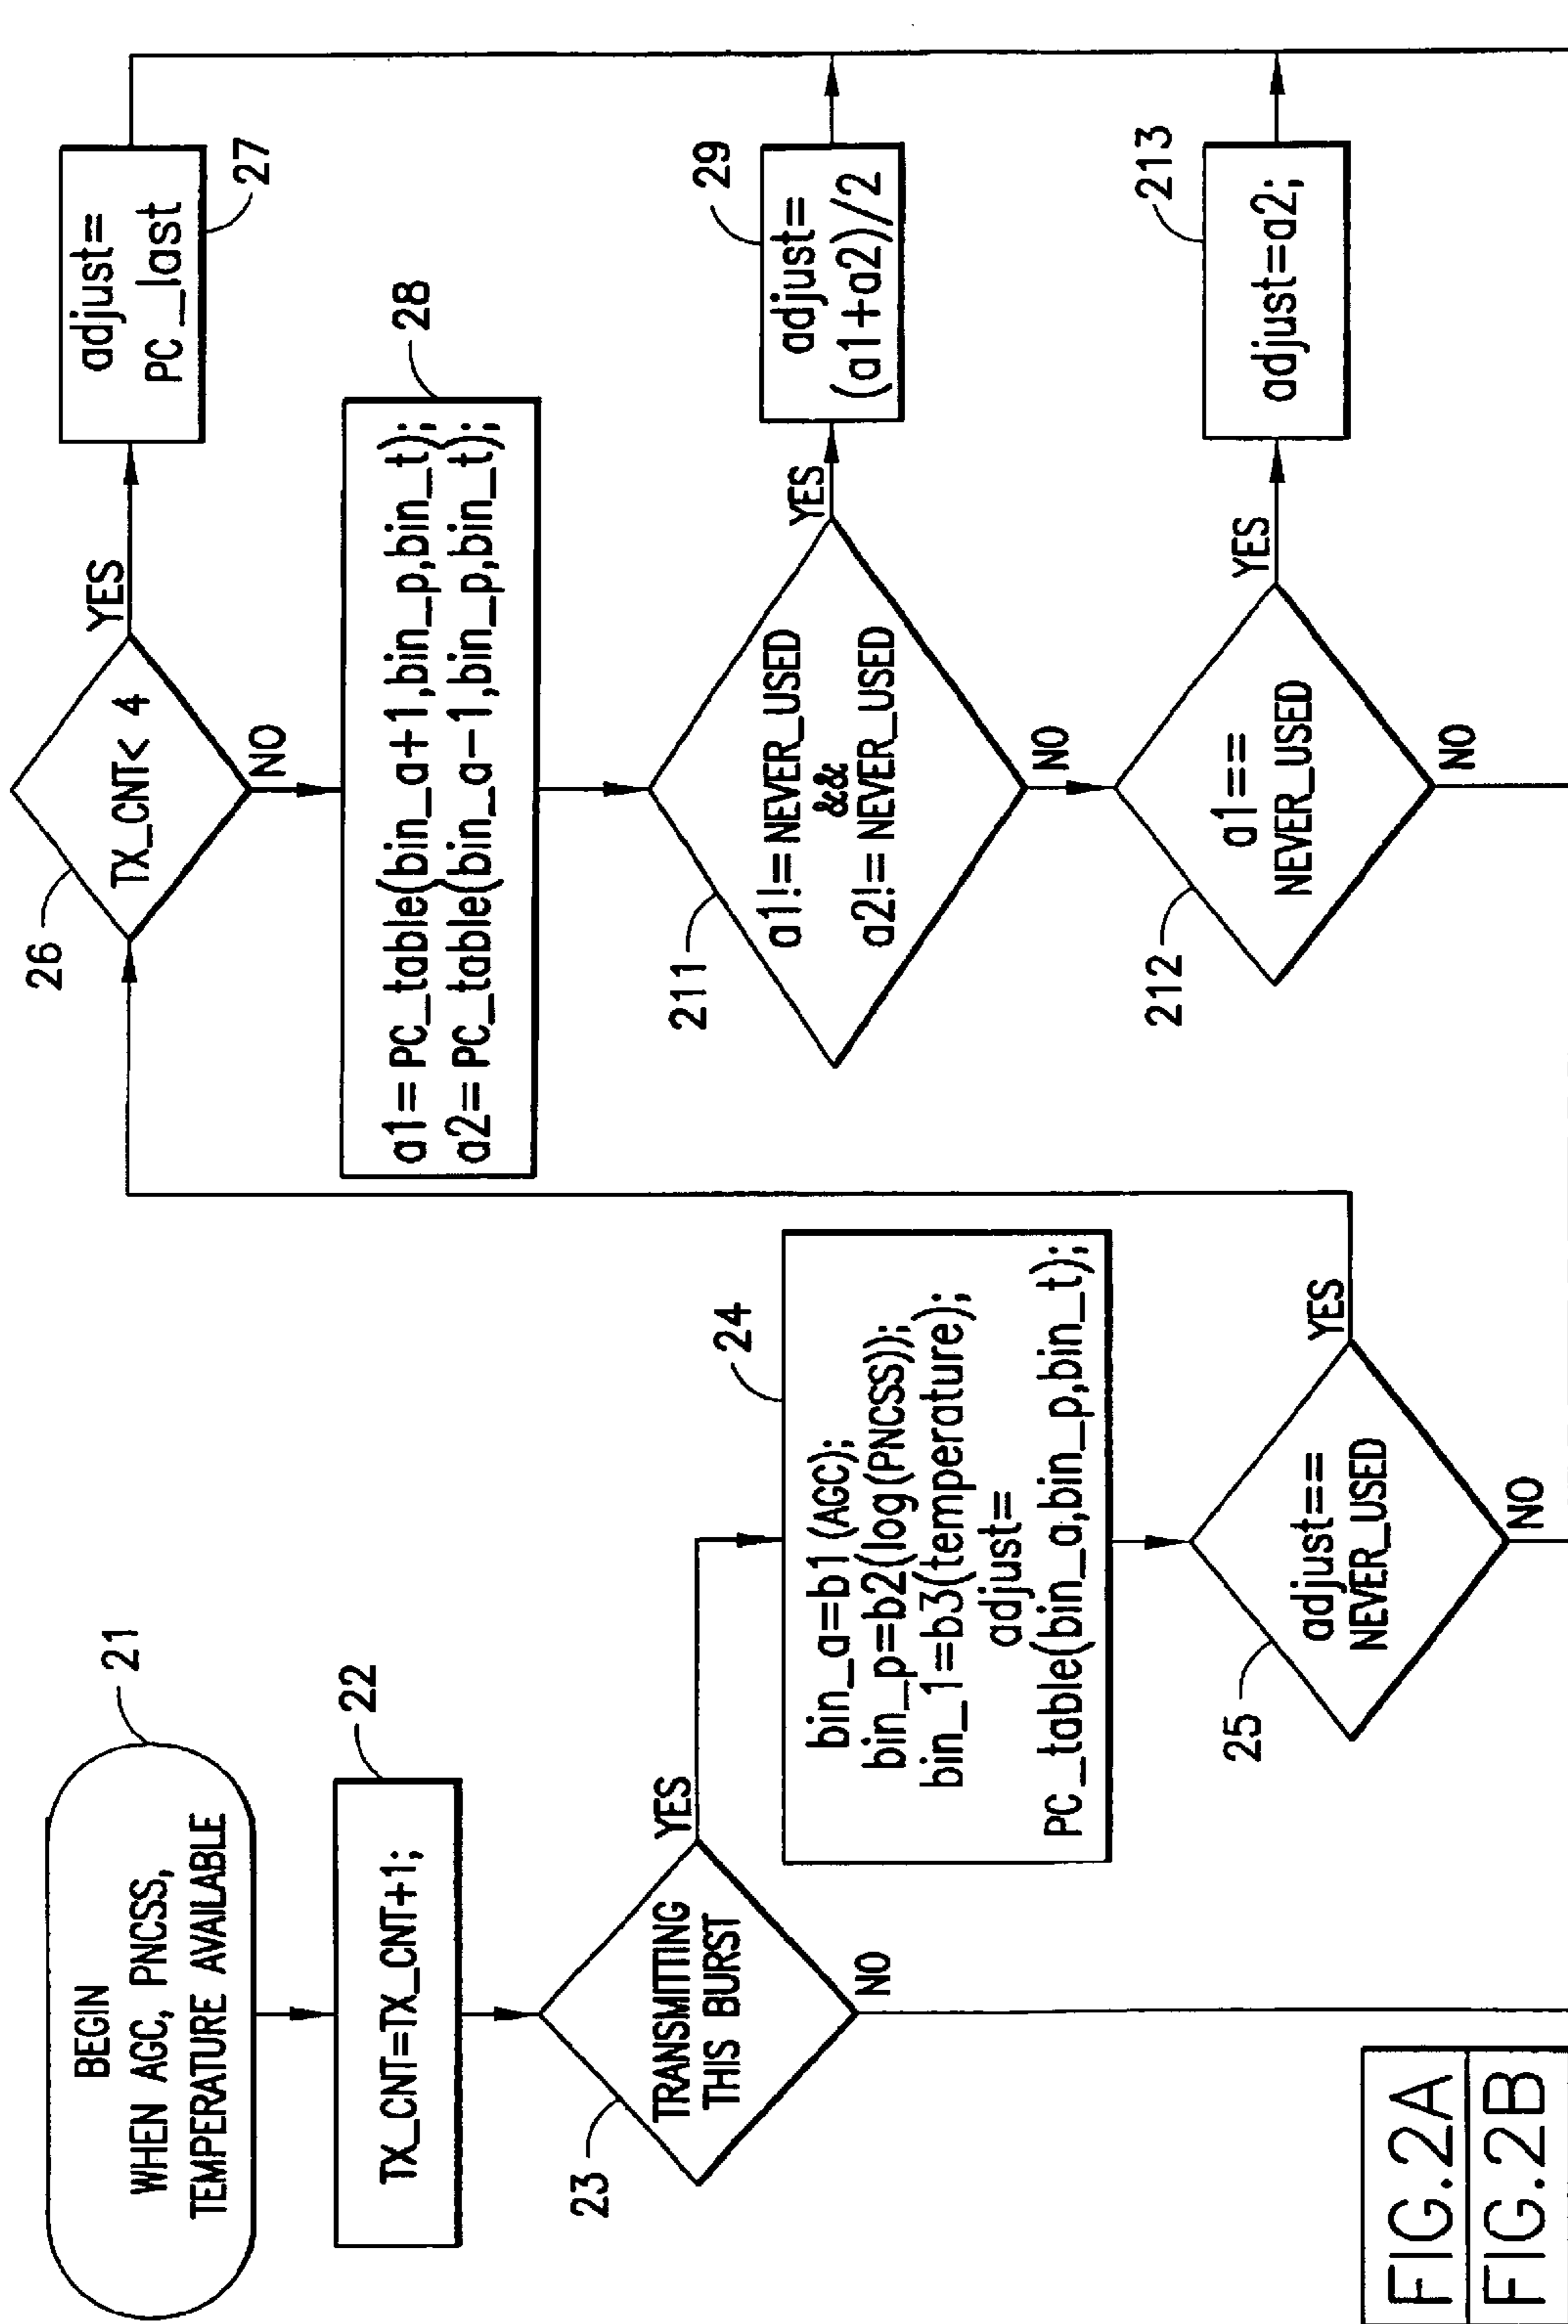 BEGIN
WHEN AGC, PNCSS,
TEMPERATURE AVAILABLE
21
TX_CNT=TX_CNT+1;
22
TRANSMITTING
THIS BURST
23
YES
NO
bin_a=b1 (AGC);
bin_p=b2(log(PNCSS));
bin_1=b3(temperature);
adjust=
PC_table(bin_a,bin_p,bin_t);
24
adjust==
NEVER_USED
25
YES
NO
TX_CNT< 4
26
YES
NO
adjust=
PC_last
27
a1=PC_table(bin_a+1,bin_p,bin_t);
a2=PC_table(bin_a-1,bin_p,bin_t);
28
a1!=NEVER_USED
&&
a2!=NEVER_USED
211
YES
NO
adjust=
(a1+a2)/2
29
a1==
NEVER_USED
212
YES
NO
adjust=a2;
213
FIG.2A
FIG.2B